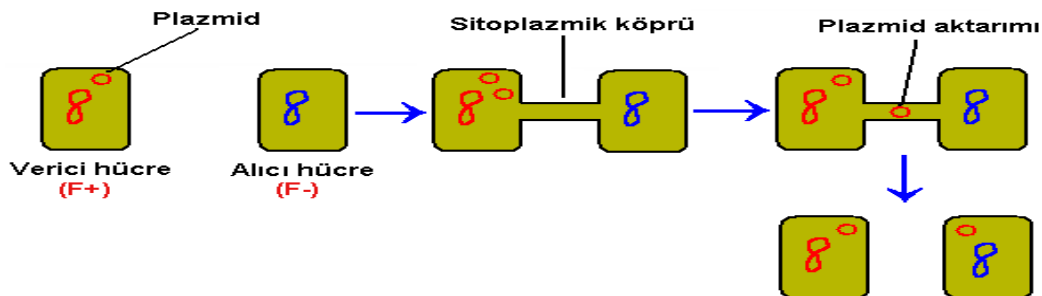 Plazmid
Sitoplazmik köprü
Plazmid aktarımı
Verici hücre
(F+)
Alıcı hücre
(F-)